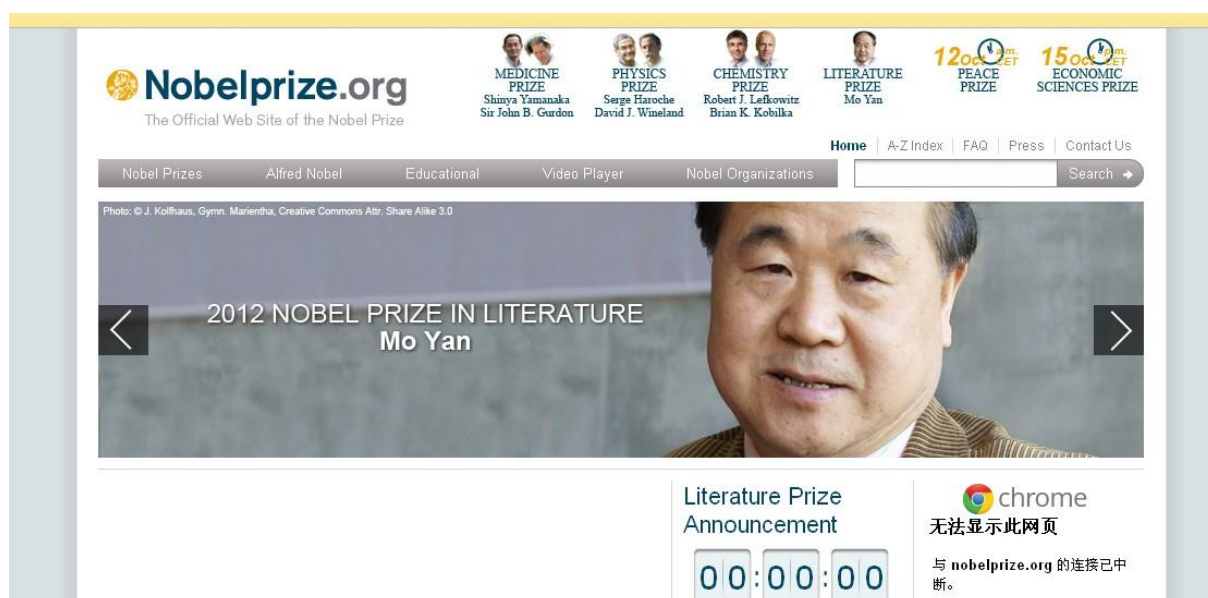 Nobelprize.org
The Official Web Site of the Nobel Prize
MEDICINE
PRIZE
Shinya Yamanaka
Sir John B. Gurdon
PHYSICS
PRIZE
Serge Haroche
David J. Wineland
CHEMISTRY
PRIZE
Robert J. Lefkowitz
Brian K. Kobilka
LITERATURE
PRIZE
Mo Yan
12 Oct a.m. CET
PEACE
PRIZE
15 Oct p.m. CET
ECONOMIC
SCIENCES PRIZE
Home A-Z Index FAQ Press Contact Us
Nobel Prizes Alfred Nobel Educational Video Player Nobel Organizations Search
Photo: © J. Kolfhaus, Gymn. Marientha, Creative Commons Attr. Share Alike 3.0
2012 NOBEL PRIZE IN LITERATURE
Mo Yan
Literature Prize
Announcement
00:00:00
chrome
无法显示此网页
与 nobelprize.org 的连接已中
断。